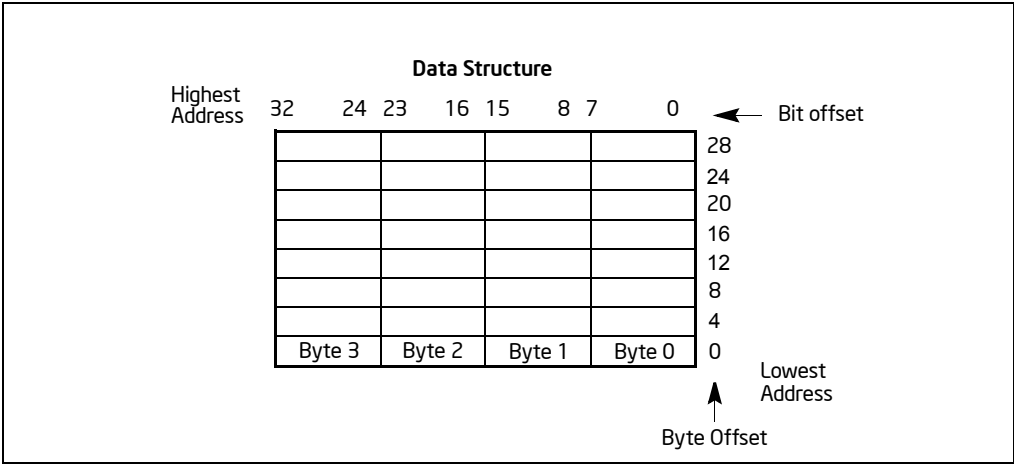 Data Structure
Highest
Address
32 24 23 16 15 8 7 0
Bit offset
28
24
20
16
12
8
4
Byte 3 Byte 2 Byte 1 Byte 0 0
Lowest
Address
Byte Offset